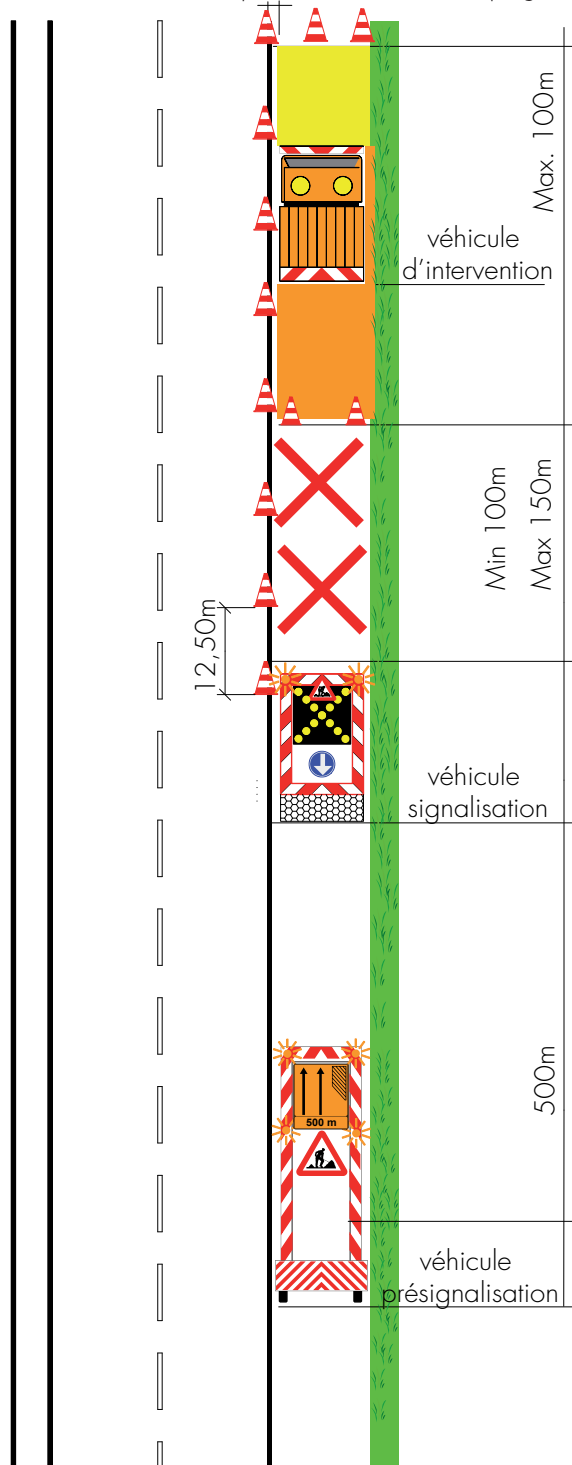 Max. 100m
véhicule
d'intervention
Min 100m
Max 150m
12,50m
véhicule
signalisation
500m
500 m
véhicule
présignalisation